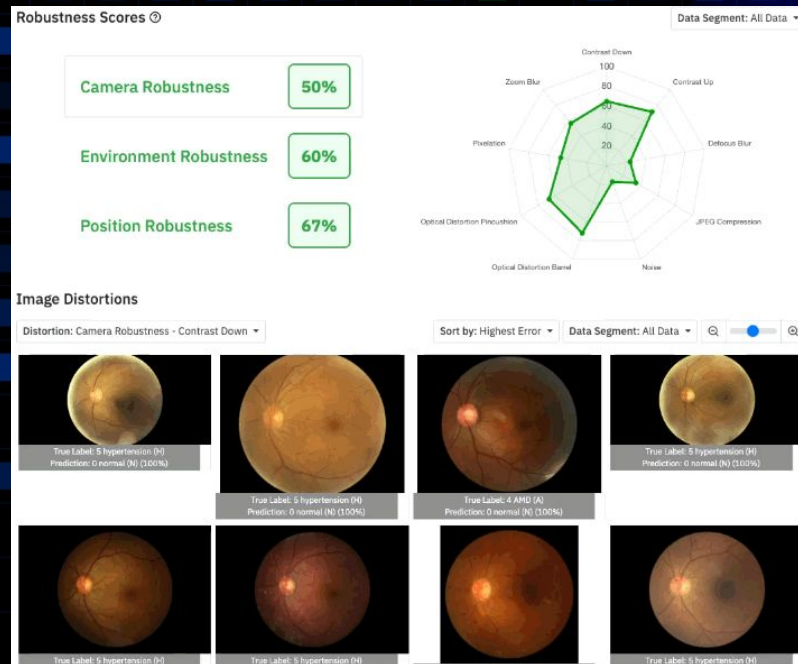 Robustness Scores
Data Segment: All Data
Camera Robustness 50%
Environment Robustness 60%
Position Robustness 67%
Contrast Down
100
80
60
40
20
Zoom Blur
Contrast Up
Pixelation
Defocus Blur
Optical Distortion Pincushion
JPEG Compression
Optical Distortion Barrel
Noise
Image Distortions
Distortion: Camera Robustness - Contrast Down
Sort by: Highest Error
Data Segment: All Data
True Label: 5 hypertension (H)
Prediction: 0 normal (N) (100%)
True Label: 5 hypertension (H)
Prediction: 0 normal (N) (100%)
True Label: 4 AMD (A)
Prediction: 0 normal (N) (100%)
True Label: 5 hypertension (H)
Prediction: 0 normal (N) (100%)
True Label: 5 hypertension (H)
True Label: 5 hypertension (H)
True Label: 5 hypertension (H)